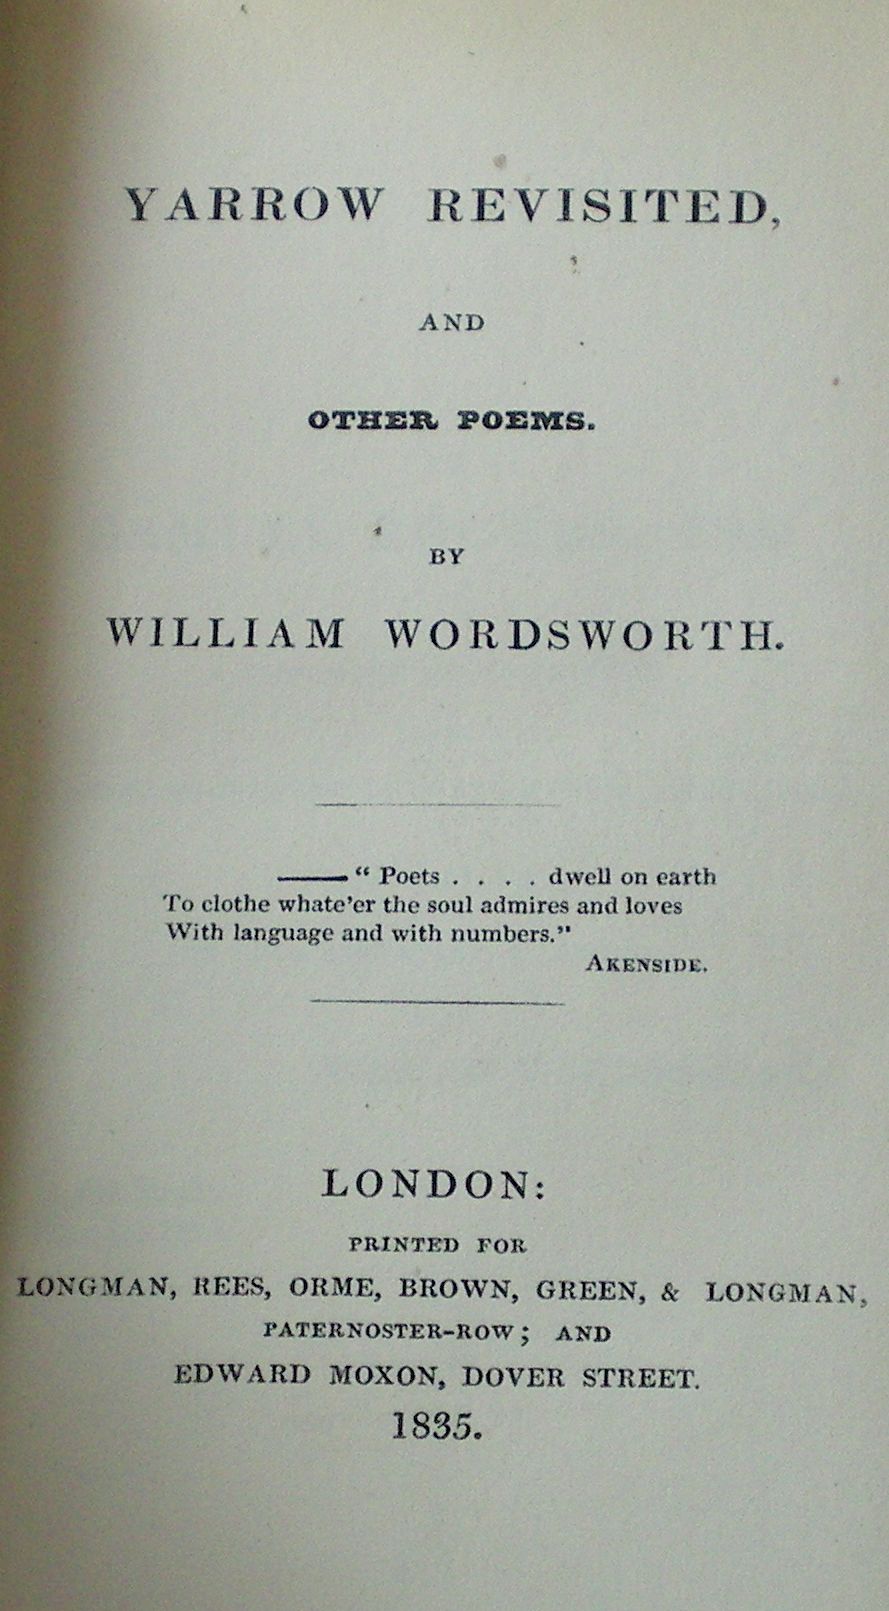 YARROW REVISITED,
AND
OTHER POEMS.
BY
WILLIAM WORDSWORTH.
——“ Poets . . . . dwell on earth
To clothe whate’er the soul admires and loves
With language and with numbers.”
AKENSIDE.
LONDON:
PRINTED FOR
LONGMAN, REES, ORME, BROWN, GREEN, & LONGMAN,
PATERNOSTER-ROW; AND
EDWARD MOXON, DOVER STREET.
1835.